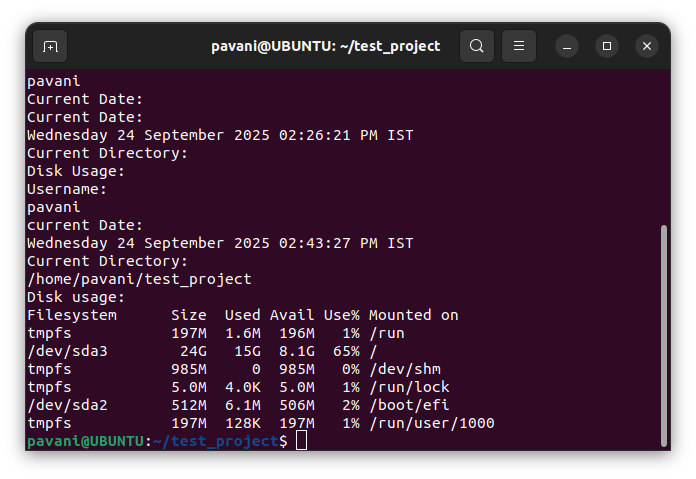 pavani@UBUNTU: ~/test_project
pavani
Current Date:
Current Date:
Wednesday 24 September 2025 02:26:21 PM IST
Current Directory:
Disk Usage:
Username:
pavani
current Date:
Wednesday 24 September 2025 02:43:27 PM IST
Current Directory:
/home/pavani/test_project
Disk usage:
Filesystem      Size  Used Avail Use% Mounted on
tmpfs           197M  1.6M  196M   1% /run
/dev/sda3        24G   15G  8.1G  65% /
tmpfs           985M     0  985M   0% /dev/shm
tmpfs           5.0M  4.0K  5.0M   1% /run/lock
/dev/sda2       512M  6.1M  506M   2% /boot/efi
tmpfs           197M  128K  197M   1% /run/user/1000
pavani@UBUNTU:~/test_project$